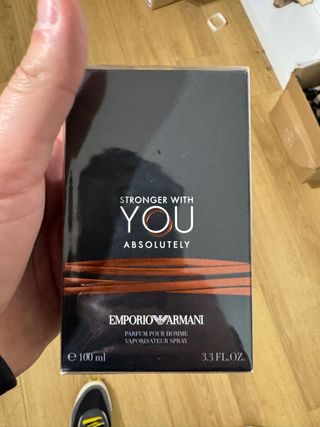 STRONGER WITH
YOU
ABSOLUTELY
EMPORIO ARMANI
PARFUM POUR HOMME
VAPORISATEUR SPRAY
℮ 100 ml 3.3 FL.OZ.